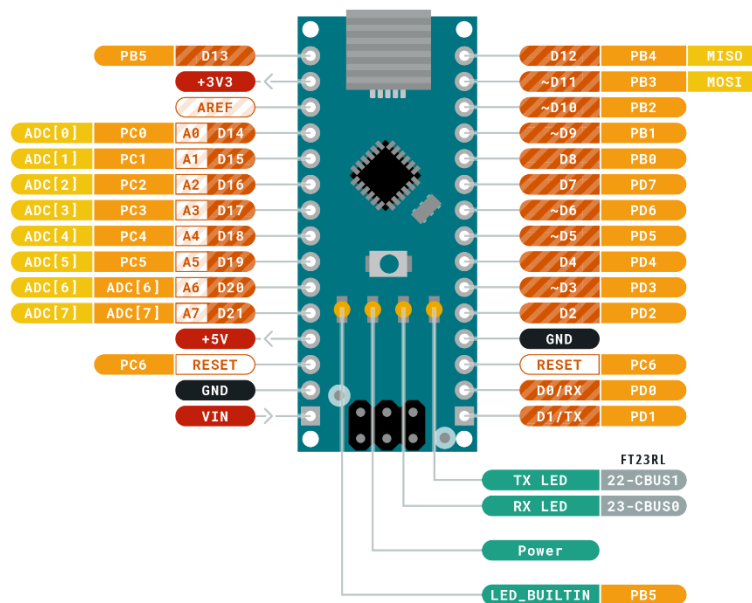 PB5 D13 D12 PB4 MISO
+3V3 ~D11 PB3 MOSI
AREF ~D10 PB2
ADC[0] PC0 A0 D14 ~D9 PB1
ADC[1] PC1 A1 D15 D8 PB0
ADC[2] PC2 A2 D16 D7 PD7
ADC[3] PC3 A3 D17 ~D6 PD6
ADC[4] PC4 A4 D18 ~D5 PD5
ADC[5] PC5 A5 D19 D4 PD4
ADC[6] ADC[6] A6 D20 ~D3 PD3
ADC[7] ADC[7] A7 D21 D2 PD2
+5V GND
PC6 RESET RESET PC6
GND D0/RX PD0
VIN D1/TX PD1
FT23RL
TX LED 22-CBUS1
RX LED 23-CBUS0
Power
LED_BUILTIN PB5